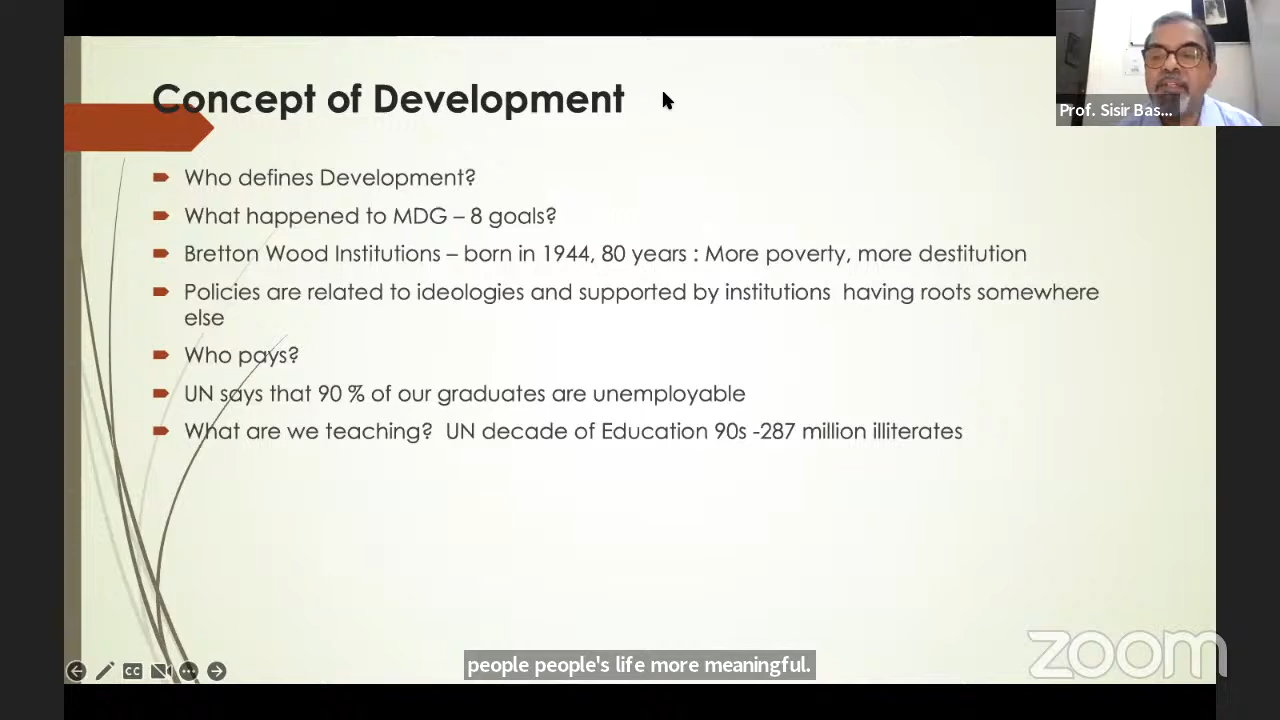 Concept of Development
Prof. Sisir Bas...
Who defines Development?
What happened to MDG – 8 goals?
Bretton Wood Institutions – born in 1944, 80 years : More poverty, more destitution
Policies are related to ideologies and supported by institutions  having roots somewhere
else
Who pays?
UN says that 90 % of our graduates are unemployable
What are we teaching?  UN decade of Education 90s -287 million illiterates
zoom
people people's life more meaningful.
CC